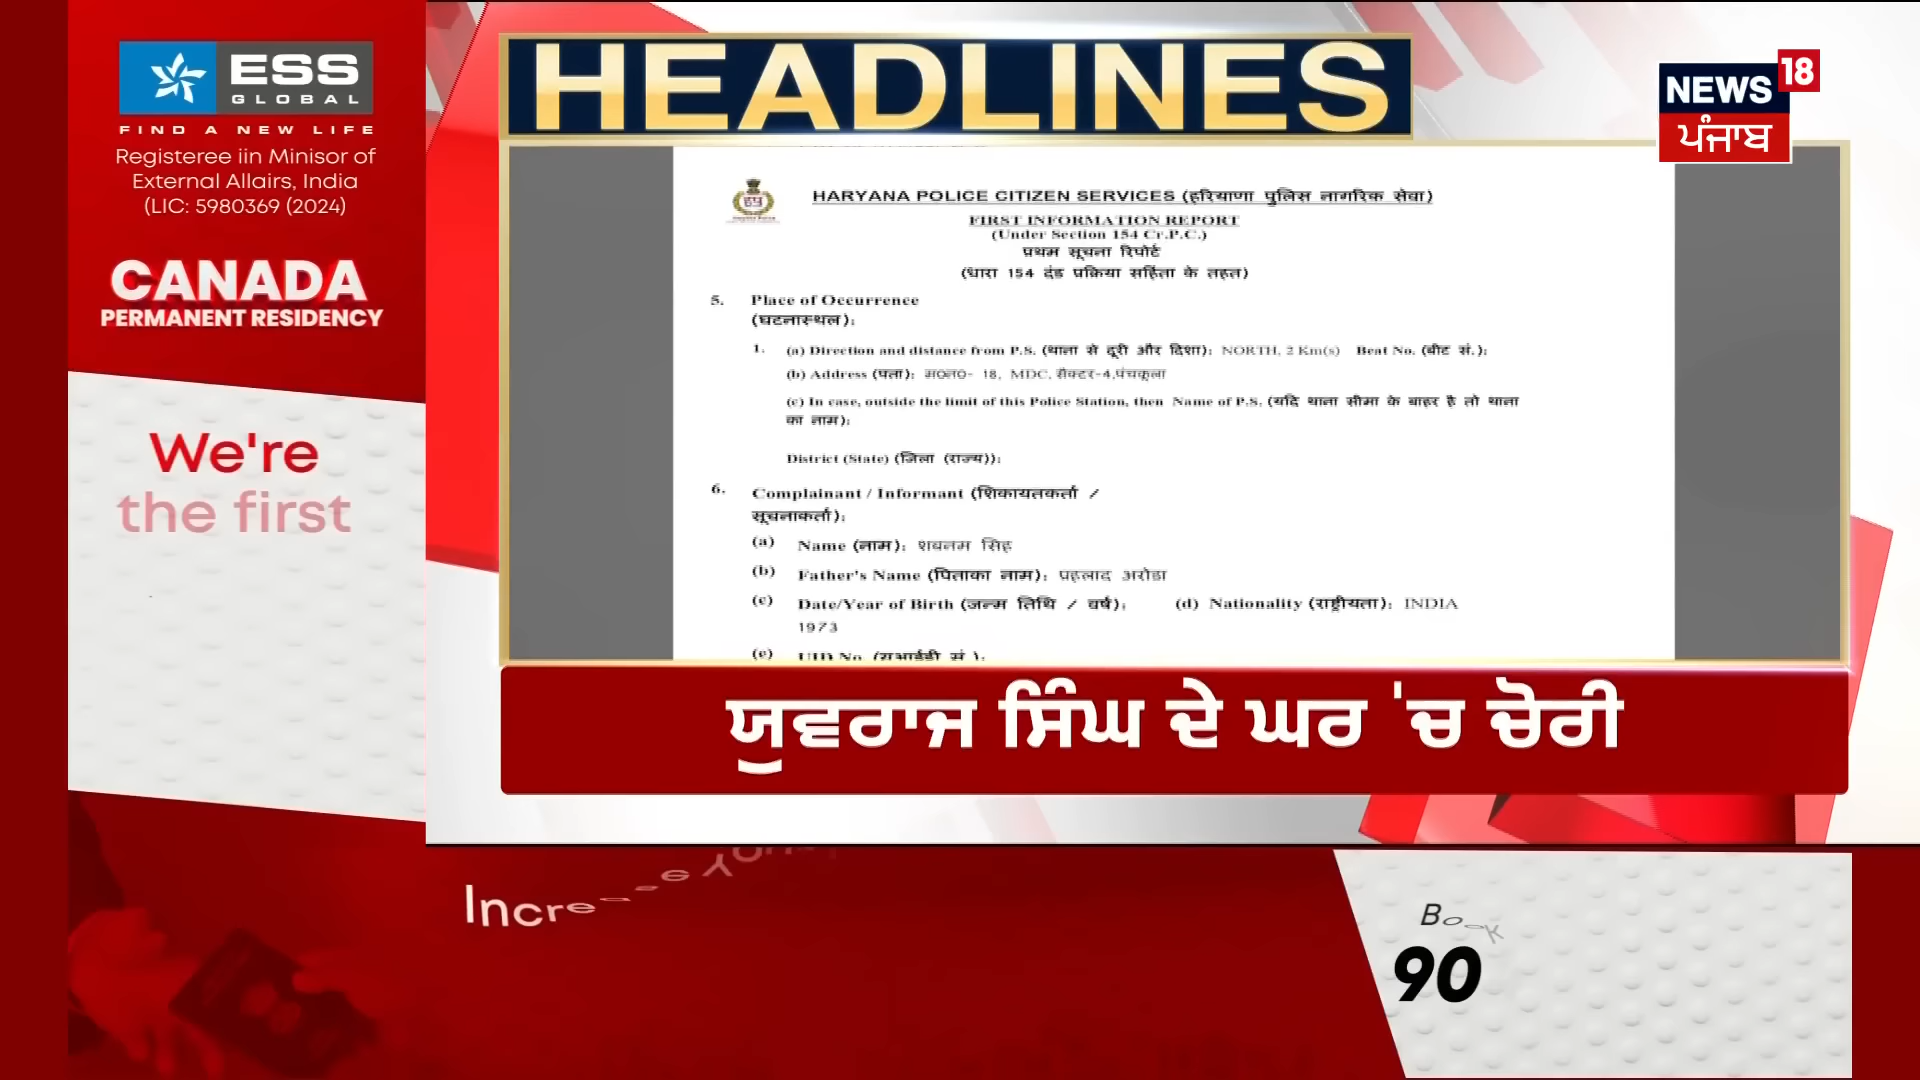 ESS
GLOBAL
FIND A NEW LIFE
Registeree iin Minisor of
External Allairs, India
(LIC: 5980369 (2024)
CANADA
PERMANENT RESIDENCY
We're
the first
HEADLINES
NEWS 18
ਪੰਜਾਬ
HARYANA POLICE CITIZEN SERVICES (हरियाणा पुलिस नागरिक सेवा)
FIRST INFORMATION REPORT
(Under Section 154 Cr.P.C.)
प्रथम सूचना रिपोर्ट
(धारा 154 दंड प्रक्रिया सहिंता के तहत)
5. Place of Occurrence
(घटनास्थल):
1. (a) Direction and distance from P.S. (थाना से दूरी और दिशा): NORTH, 2 Km(s) Beat No. (बीट सं.):
(b) Address (पता): म0न0- 18, MDC, सैक्टर-4,पंचकूला
(c) In case, outside the limit of this Police Station, then Name of P.S. (यदि थाना सीमा के बाहर है तो थाना
का नाम):
District (State) (जिला (राज्य)):
6. Complainant / Informant (शिकायतकर्ता /
सूचनाकर्ता):
(a) Name (नाम): शबनम सिंह
(b) Father's Name (पिताका नाम): प्रहलाद अरोडा
(c) Date/Year of Birth (जन्म तिथि / वर्ष): (d) Nationality (राष्ट्रीयता): INDIA
1973
(e) UID No. (यूआईडी सं.):
ਯੁਵਰਾਜ ਸਿੰਘ ਦੇ ਘਰ 'ਚ ਚੋਰੀ
90